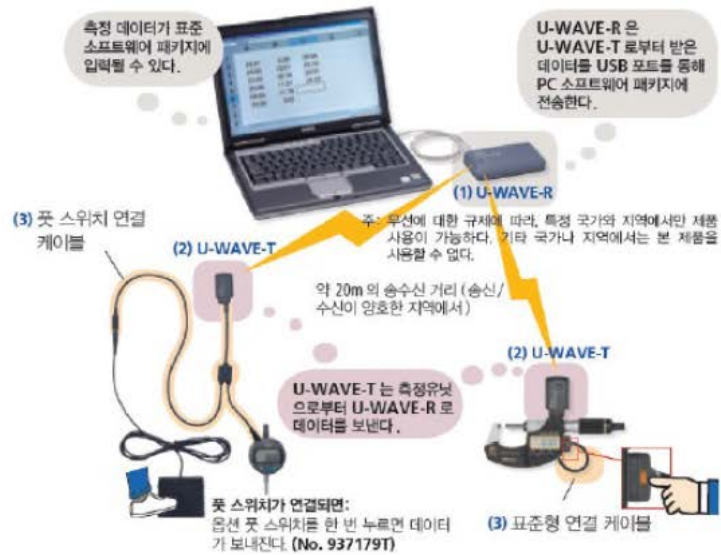 측정 데이터가 표준
소프트웨어 패키지에
입력될 수 있다.
U-WAVE-R 은
U-WAVE-T 로부터 받은
데이터를 USB 포트를 통해
PC 소프트웨어 패키지에
전송한다.
(1) U-WAVE-R
주: 무선에 대한 규제에 따라, 특정 국가와 지역에서만 제품
사용이 가능하다. 기타 국가나 지역에서는 본 제품을
사용할 수 없다.
(3) 풋 스위치 연결
케이블
(2) U-WAVE-T
약 20m 의 송수신 거리 (송신/
수신이 양호한 지역에서)
(2) U-WAVE-T
U-WAVE-T 는 측정유닛
으로부터 U-WAVE-R 로
데이터를 보낸다.
풋 스위치가 연결되면:
옵션 풋 스위치를 한 번 누르면 데이터
가 보내진다. (No. 937179T)
(3) 표준형 연결 케이블